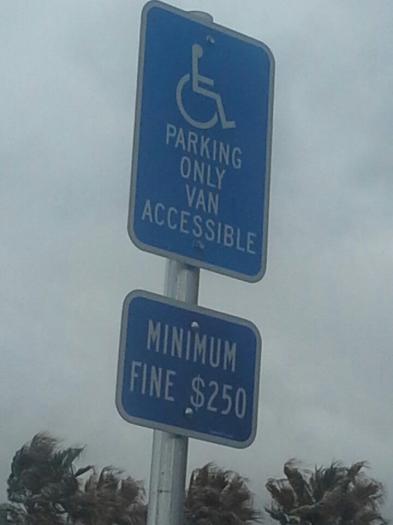 PARKING
ONLY
VAN
ACCESSIBLE
MINIMUM
FINE $250